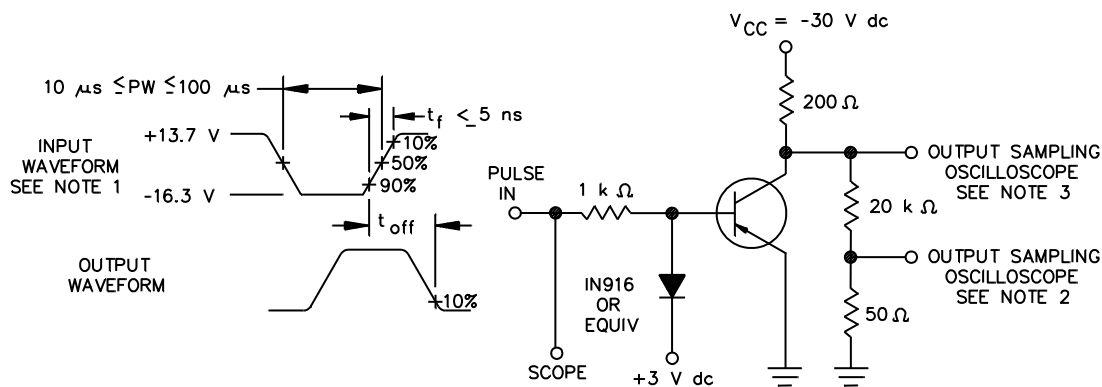 V_CC = -30 V dc
10 μs ≤PW ≤100 μs
t_f ≤5 ns
200 Ω
+13.7 V
INPUT
WAVEFORM
SEE NOTE 1
-16.3 V
10%
50%
90%
OUTPUT SAMPLING
OSCILLOSCOPE
SEE NOTE 3
PULSE
IN
1 k Ω
20 k Ω
t_off
OUTPUT
WAVEFORM
10%
IN916
OR
EQUIV
OUTPUT SAMPLING
OSCILLOSCOPE
SEE NOTE 2
50 Ω
SCOPE
+3 V dc